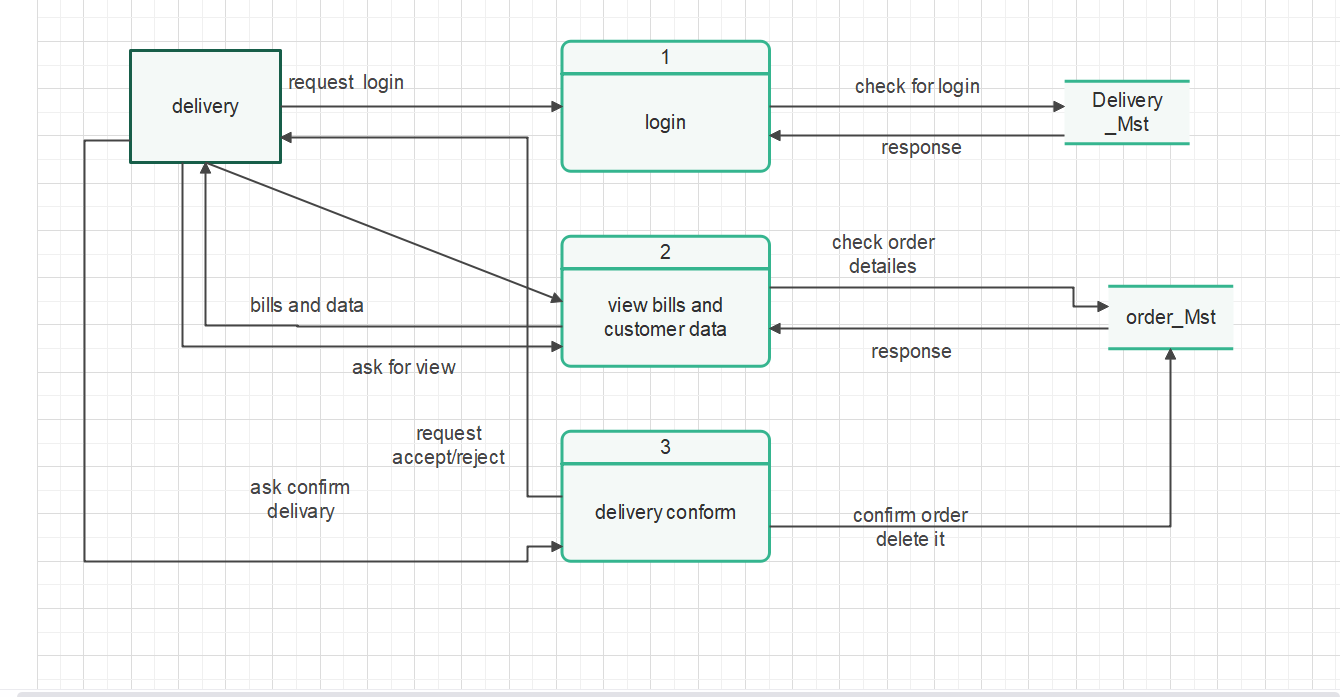 1
request  login
check for login
delivery
login
Delivery
_Mst
response
2
check order
detailes
bills and data
view bills and
customer data
order_Mst
response
ask for view
3
request
accept/reject
ask confirm
delivary
delivery conform
confirm order
delete it